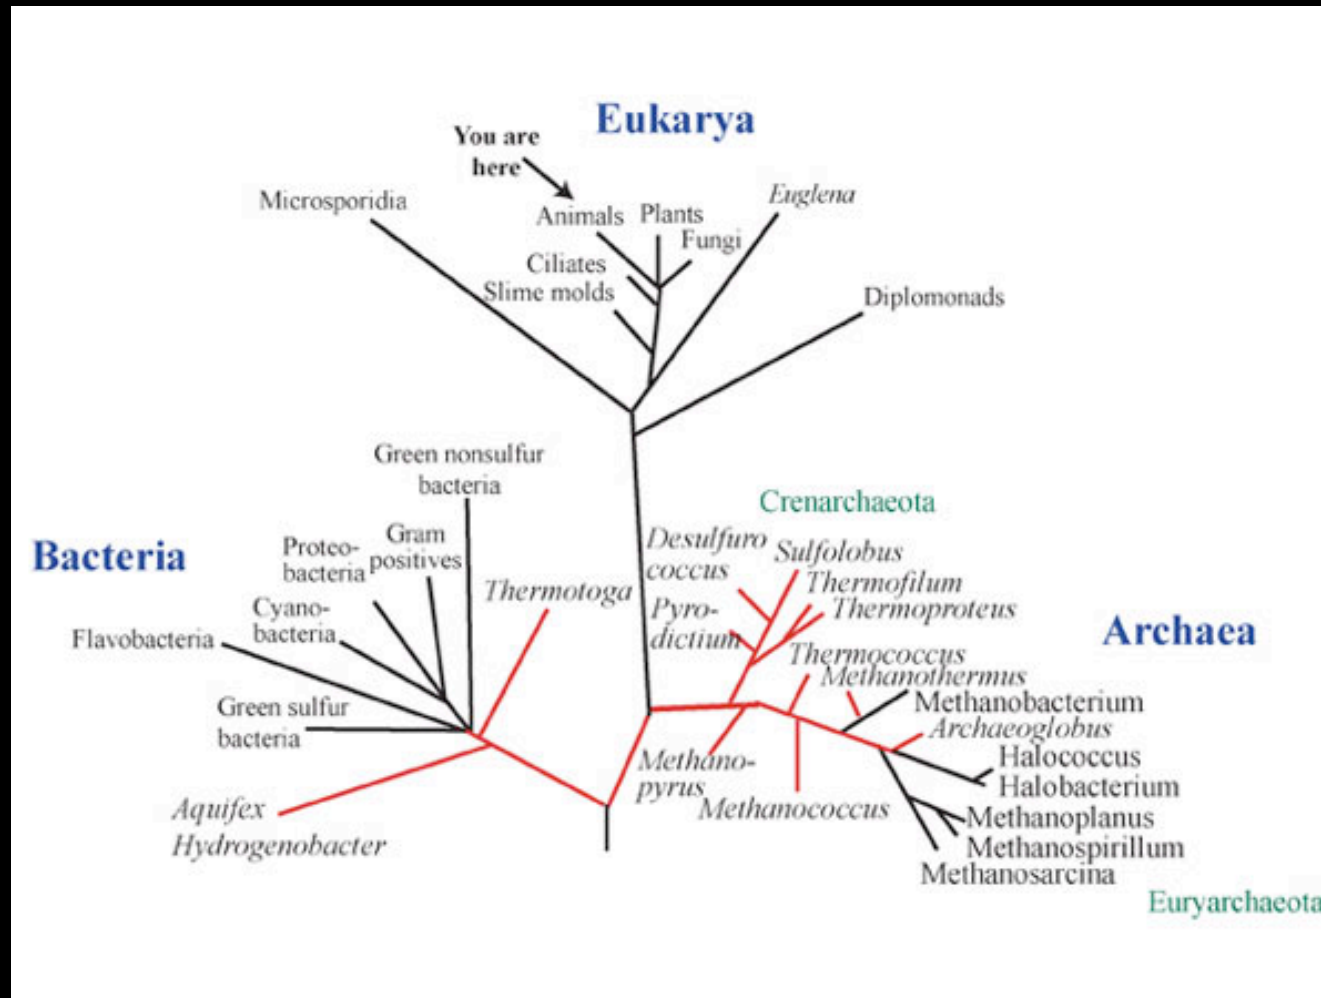 Eukarya
You are
here
Microsporidia
Animals
Plants
Fungi
Euglena
Ciliates
Slime molds
Diplomonads
Green nonsulfur
bacteria
Bacteria
Proteo-
bacteria
Gram
positives
Cyano-
bacteria
Flavobacteria
Green sulfur
bacteria
Thermotoga
Aquifex
Hydrogenobacter
Crenarchaeota
Desulfuro
coccus
Sulfolobus
Thermofilum
Thermoproteus
Pyro-
dictium
Archaea
Thermococcus
Methanothermus
Methanobacterium
Archaeoglobus
Halococcus
Halobacterium
Methano-
pyrus
Methanococcus
Methanoplanus
Methanospirillum
Methanosarcina
Euryarchaeota